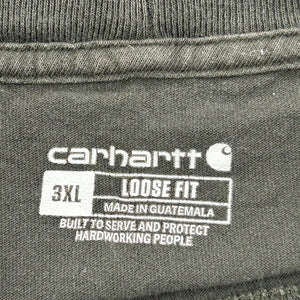 carhartt
3XL LOOSE FIT
MADE IN GUATEMALA
BUILT TO SERVE AND PROTECT
HARDWORKING PEOPLE